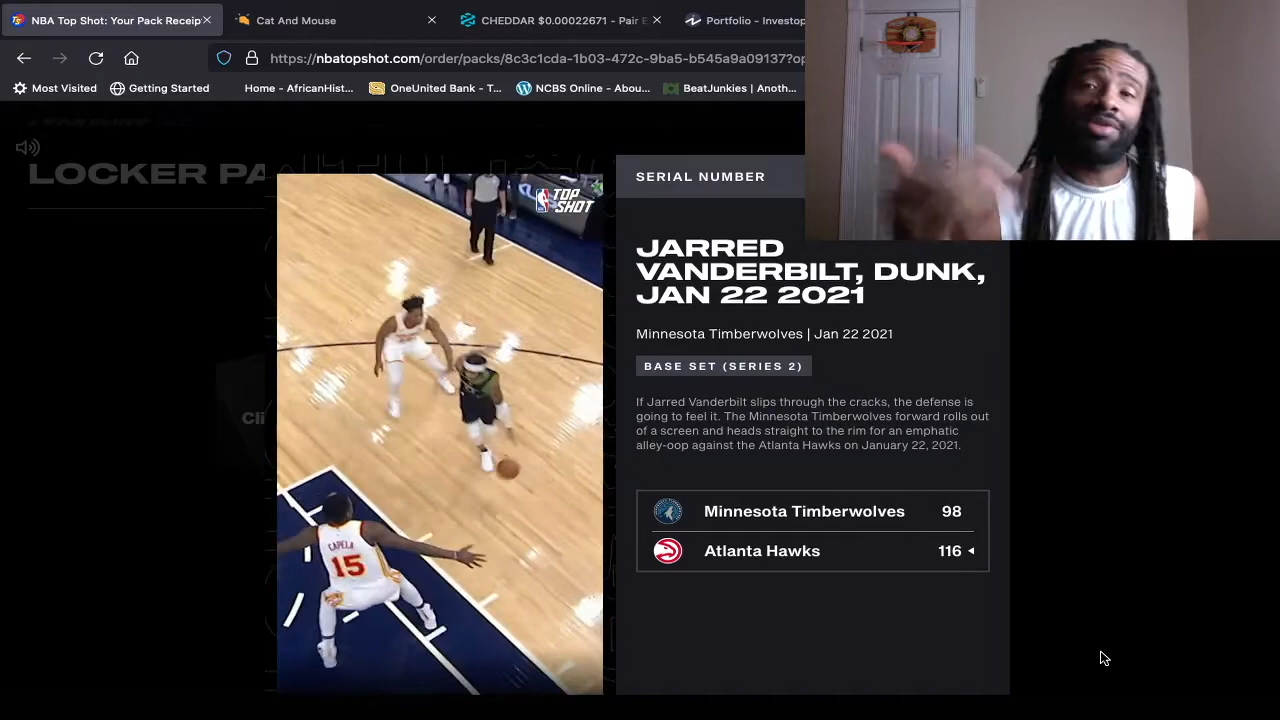 NBA Top Shot: Your Pack Receip
Cat And Mouse
CHEDDAR $0.00022671 - Pair E
Portfolio - Investop
https://nbatopshot.com/order/packs/8c3c1cda-1b03-472c-9ba5-b545a9a09137?op
Most Visited
Getting Started
Home - AfricanHist...
OneUnited Bank - T...
NCBS Online - Abou...
BeatJunkies | Anoth...
LOCKER PA
Cli
TOP
SHOT
CAPELA
15
SERIAL NUMBER
JARRED
VANDERBILT, DUNK,
JAN 22 2021
Minnesota Timberwolves | Jan 22 2021
BASE SET (SERIES 2)
If Jarred Vanderbilt slips through the cracks, the defense is
going to feel it. The Minnesota Timberwolves forward rolls out
of a screen and heads straight to the rim for an emphatic
alley-oop against the Atlanta Hawks on January 22, 2021.
Minnesota Timberwolves 98
Atlanta Hawks 116